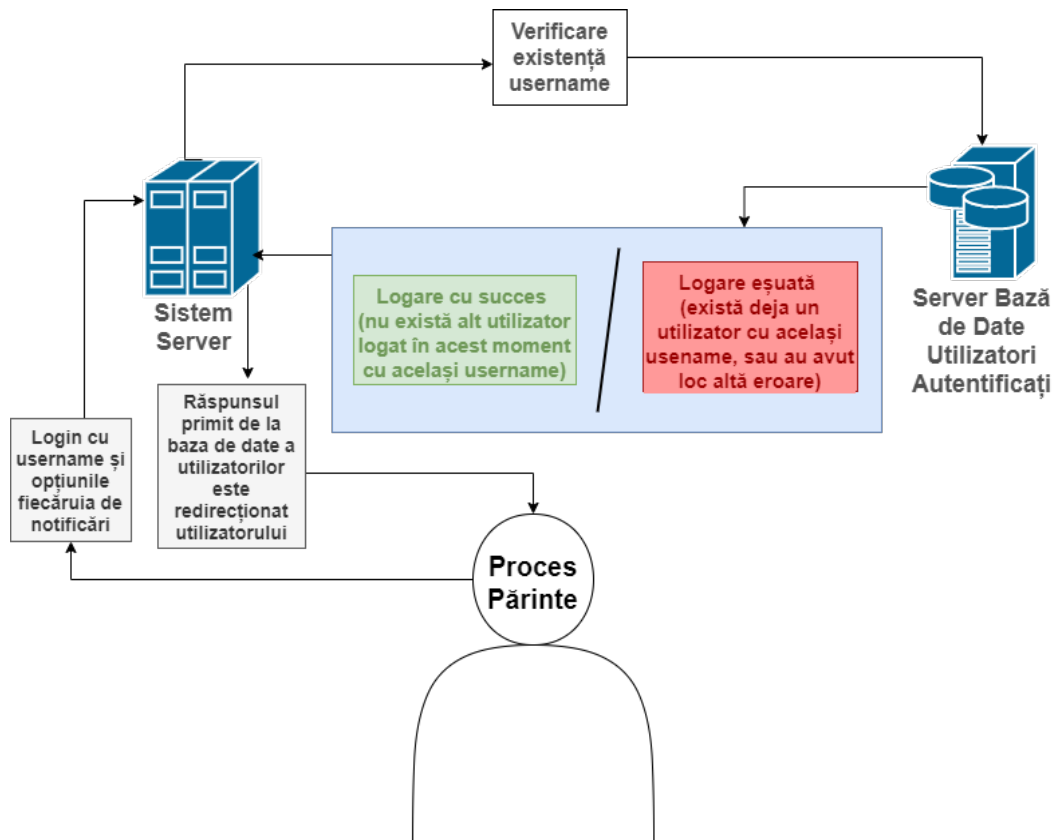 Verificare
existență
username
Sistem
Server
Logare cu succes
(nu există alt utilizator
logat în acest moment
cu același username)
Logare eșuată
(există deja un
utilizator cu același
usename, sau au avut
loc altă eroare)
Server Bază
de Date
Utilizatori
Autentificați
Login cu
username și
opțiunile
fiecăruia de
notificări
Răspunsul
primit de la
baza de date a
utilizatorilor
este
redirecționat
utilizatorului
Proces
Părinte